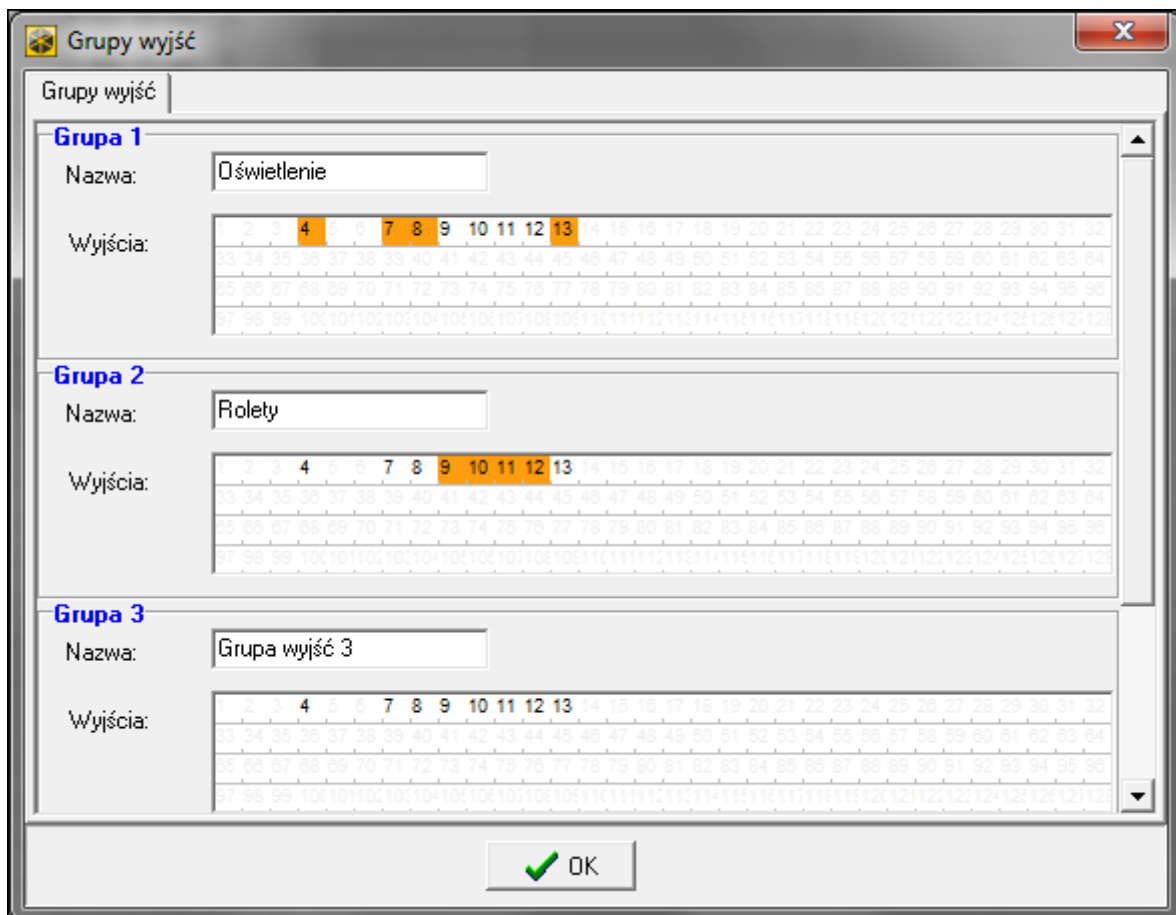 Grupy wyjść
Grupy wyjść
Grupa 1
Nazwa: Oświetlenie
Wyjścia: 1 2 3 4 5 6 7 8 9 10 11 12 13 14 15 16 17 18 19 20 21 22 23 24 25 26 27 28 29 30 31 32
33 34 35 36 37 38 39 40 41 42 43 44 45 46 47 48 49 50 51 52 53 54 55 56 57 58 59 60 61 62 63 64
65 66 67 68 69 70 71 72 73 74 75 76 77 78 79 80 81 82 83 84 85 86 87 88 89 90 91 92 93 94 95 96
97 98 99
Grupa 2
Nazwa: Rolety
Wyjścia: 1 2 3 4 5 6 7 8 9 10 11 12 13 14 15 16 17 18 19 20 21 22 23 24 25 26 27 28 29 30 31 32
33 34 35 36 37 38 39 40 41 42 43 44 45 46 47 48 49 50 51 52 53 54 55 56 57 58 59 60 61 62 63 64
65 66 67 68 69 70 71 72 73 74 75 76 77 78 79 80 81 82 83 84 85 86 87 88 89 90 91 92 93 94 95 96
97 98 99
Grupa 3
Nazwa: Grupa wyjść 3
Wyjścia: 1 2 3 4 5 6 7 8 9 10 11 12 13 14 15 16 17 18 19 20 21 22 23 24 25 26 27 28 29 30 31 32
33 34 35 36 37 38 39 40 41 42 43 44 45 46 47 48 49 50 51 52 53 54 55 56 57 58 59 60 61 62 63 64
65 66 67 68 69 70 71 72 73 74 75 76 77 78 79 80 81 82 83 84 85 86 87 88 89 90 91 92 93 94 95 96
97 98 99
OK